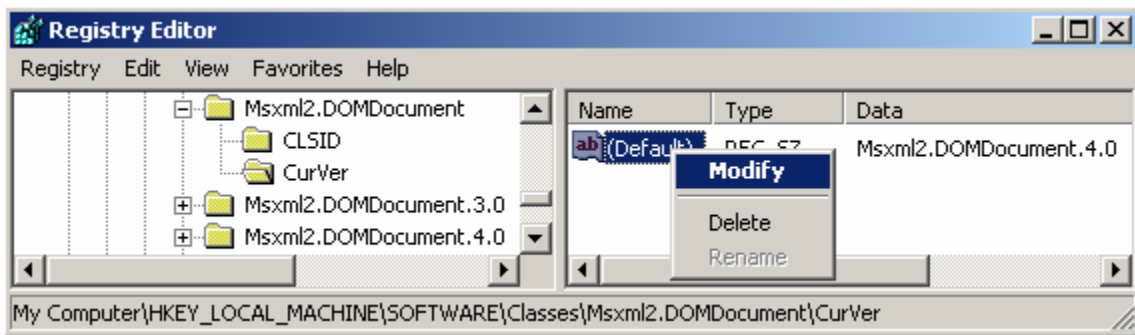 Registry Editor
Registry Edit View Favorites Help
Msxml2.DOMDocument
CLSID
CurVer
Msxml2.DOMDocument.3.0
Msxml2.DOMDocument.4.0
Name Type Data
ab (Default) REG_SZ Msxml2.DOMDocument.4.0
Modify
Delete
Rename
My Computer\HKEY_LOCAL_MACHINE\SOFTWARE\Classes\Msxml2.DOMDocument\CurVer